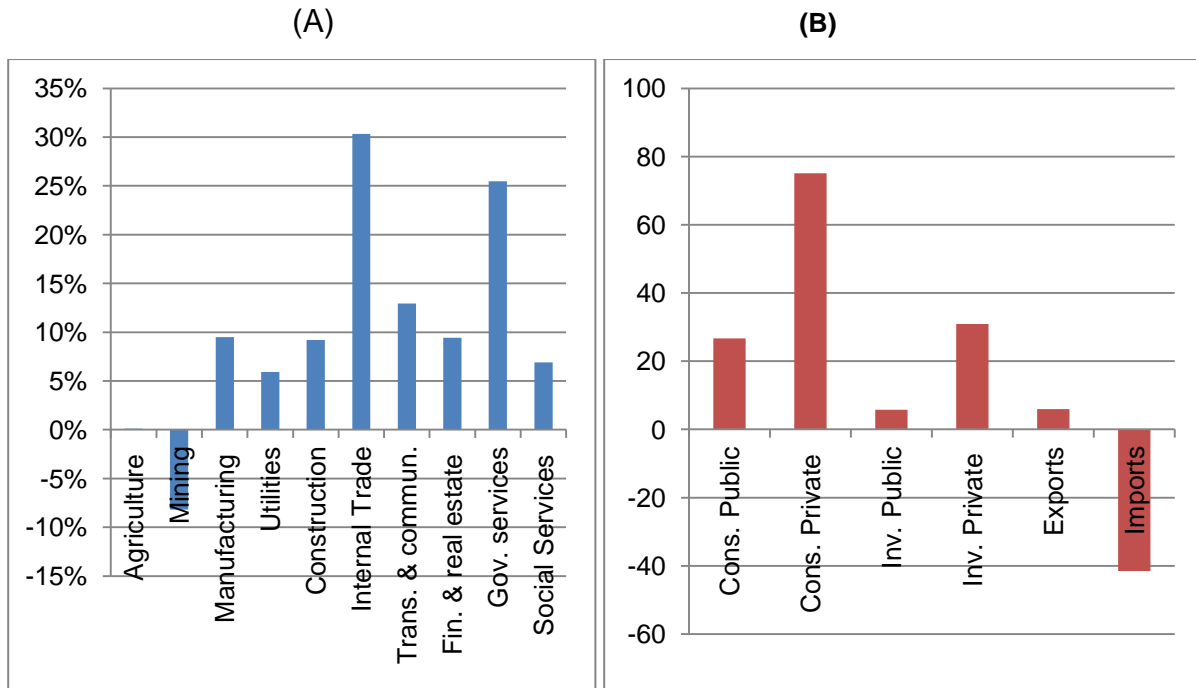 (A)
35%
30%
25%
20%
15%
10%
5%
0%
-5%
-10%
-15%
Agriculture
Mining
Manufacturing
Utilities
Construction
Internal Trade
Trans. & commun.
Fin. & real estate
Gov. services
Social Services
(B)
100
80
60
40
20
0
-20
-40
-60
Cons. Public
Cons. Private
Inv. Public
Inv. Private
Exports
Imports